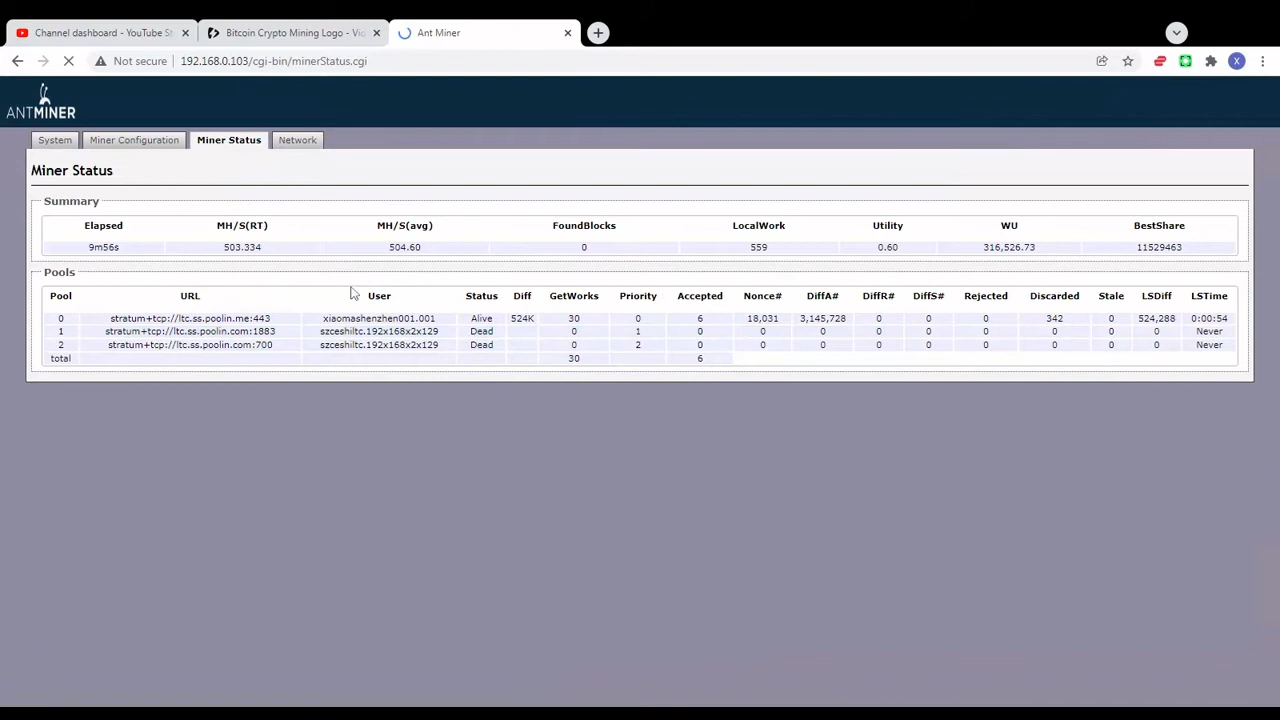 Channel dashboard - YouTube S
Bitcoin Crypto Mining Logo - Vi
Ant Miner
Not secure | 192.168.0.103/cgi-bin/minerStatus.cgi
X
ANTMINER
System Miner Configuration Miner Status Network
Miner Status
Summary
Elapsed MH/S(RT) MH/S(avg) FoundBlocks LocalWork Utility WU BestShare
9m56s 503.334 504.60 0 559 0.60 316,526.73 11529463
Pools
Pool URL User Status Diff GetWorks Priority Accepted Nonce# DiffA# DiffR# DiffS# Rejected Discarded Stale LSDiff LSTime
0 stratum+tcp://ltc.ss.poolin.me:443 xiaomashenzhen001.001 Alive 524K 30 0 6 18,031 3,145,728 0 0 0 342 0 524,288 0:00:54
1 stratum+tcp://ltc.ss.poolin.com:1883 szceshiltc.192x168x2x129 Dead 0 1 0 0 0 0 0 0 0 0 0 Never
2 stratum+tcp://ltc.ss.poolin.com:700 szceshiltc.192x168x2x129 Dead 0 2 0 0 0 0 0 0 0 0 0 Never
total 30 6